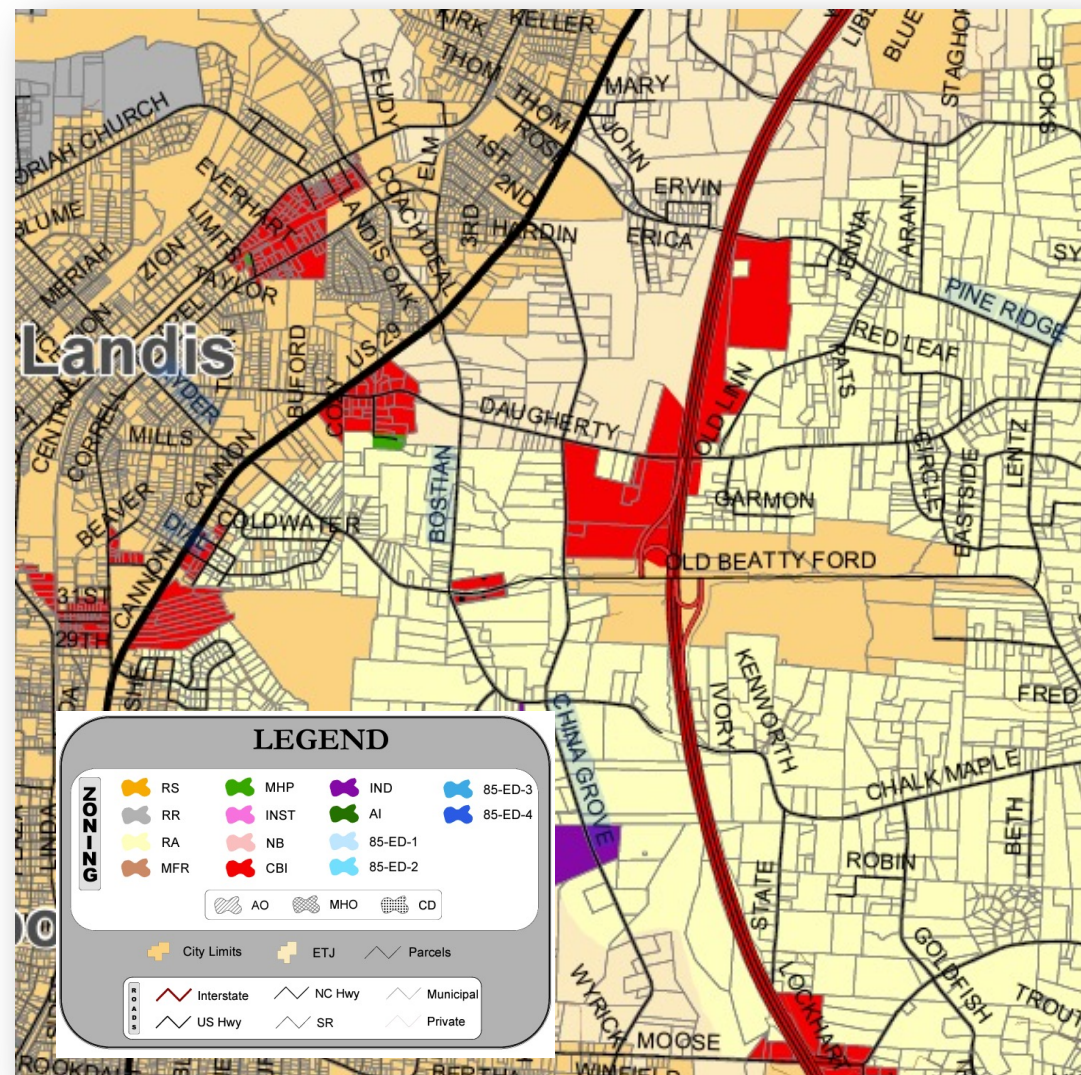 KIRK
KELLER
BLUE
DOCKS
THOM
EUDY
MARY
THOM
ORIAH CHURCH
ROSE
JOHN
1ST
ELM
EVERHART
COACH
2ND
ERVIN
ARANT
BLUME
LIMITS
LANDIS OAK
DEAL
3RD
HARDIN
ERICA
JENNA
ZION
MERIAH
TAYLOR
PINE RIDGE
US 29
RED LEAF
Landis
RATS
BUFORD
OLD LINN
CORRELL
MILLS
CANNON
DAUGHERTY
CIRCLE
EASTSIDE
LENTZ
BOSTIAN
BEAVER
COLDWATER
GARMON
OLD BEATTY FORD
31ST
CANNON
29TH
KENWORTH
IVORY
FRED
CHINA GROVE
CHALK MAPLE
BETH
LINDA
ROBIN
STATE
GOLDFISH
WYRICK
LOCKHART
TROUT
MOOSE
BERTHA
WINFIELD
LEGEND
ZONING
RS
RR
RA
MFR
MHP
INST
NB
CBI
IND
AI
85-ED-1
85-ED-2
85-ED-3
85-ED-4
AO
MHO
CD
City Limits
ETJ
Parcels
ROADS
Interstate
NC Hwy
Municipal
US Hwy
SR
Private